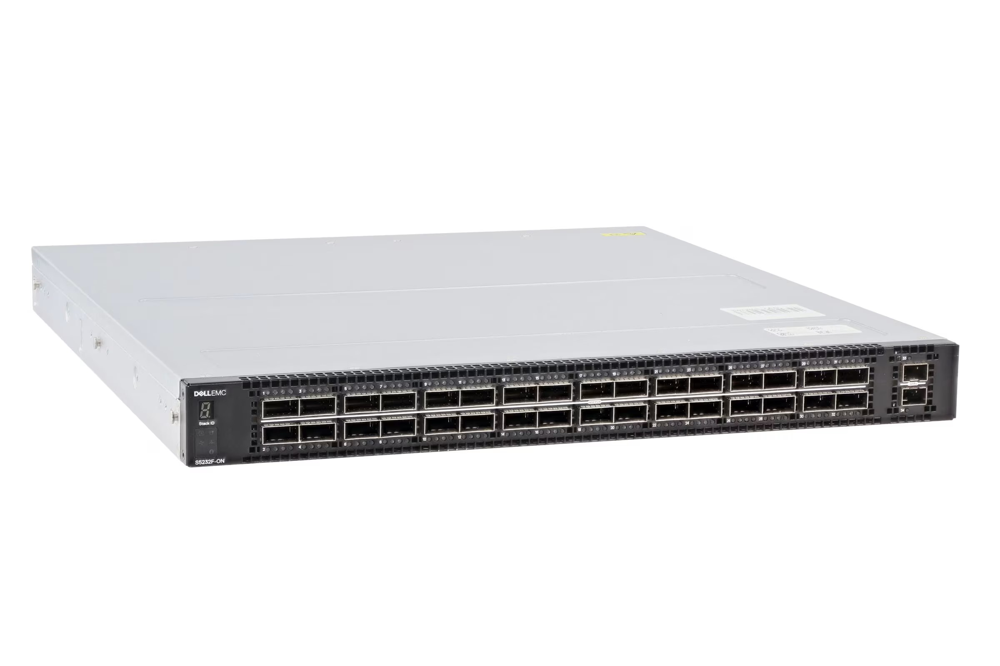 DELLEMC
Stack ID
S5232F-ON
1 3 5 7 9 11 13 15 17 19 21 23 25 27 29 31 33
QSFP28
2 4 6 8 10 12 14 16 18 20 22 24 26 28 30 32 34